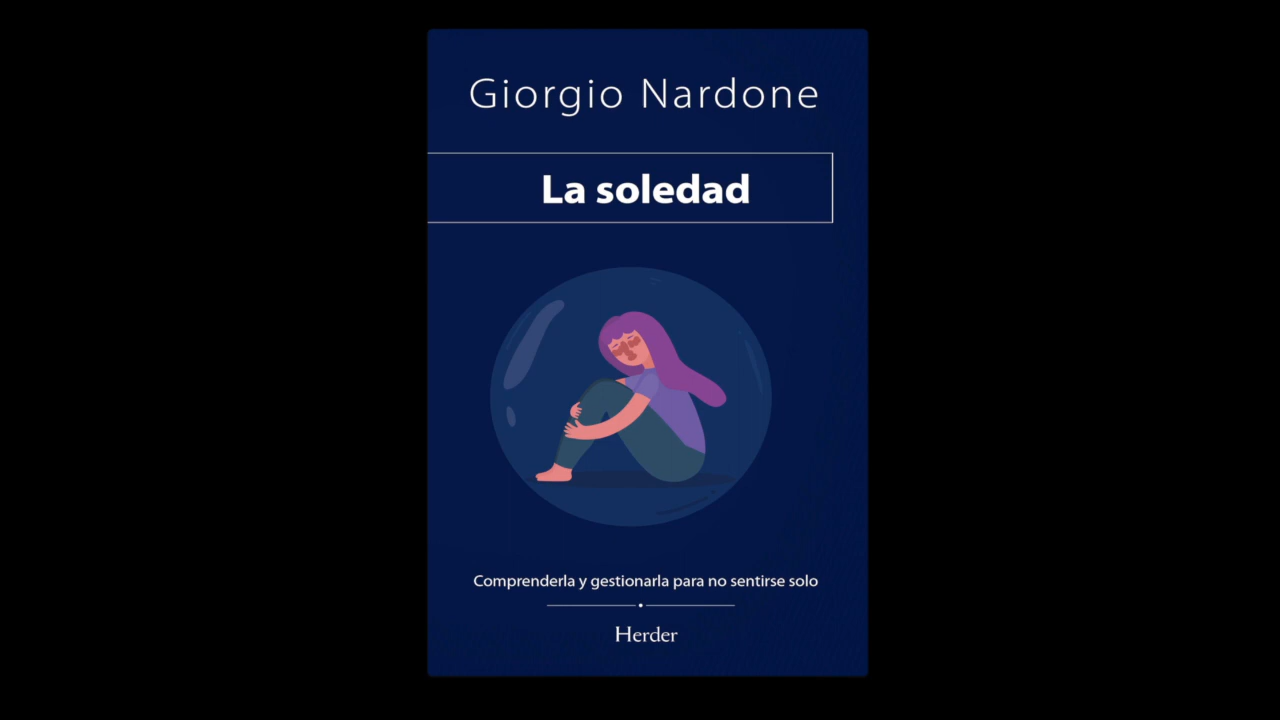 Giorgio Nardone
La soledad
Comprenderla y gestionarla para no sentirse solo
Herder